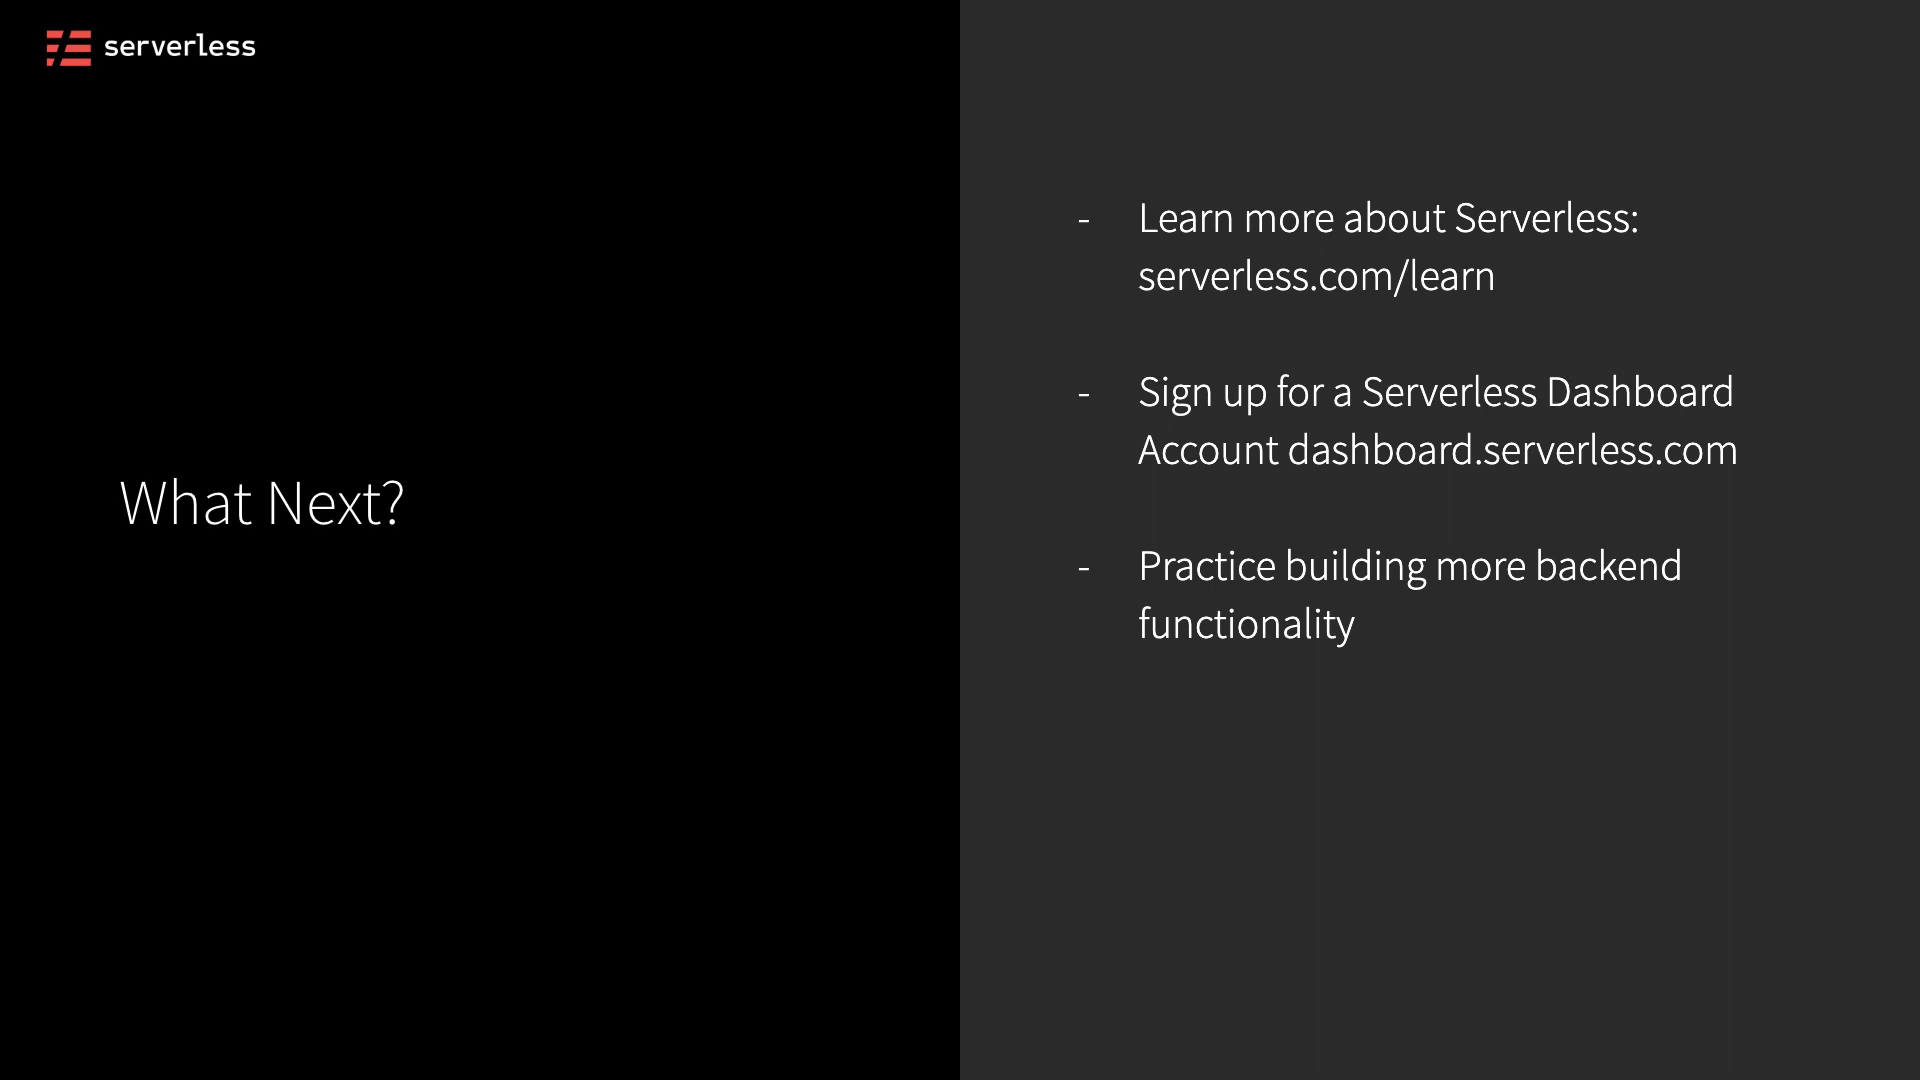 serverless
What Next?
- Learn more about Serverless:
serverless.com/learn
- Sign up for a Serverless Dashboard
Account dashboard.serverless.com
- Practice building more backend
functionality